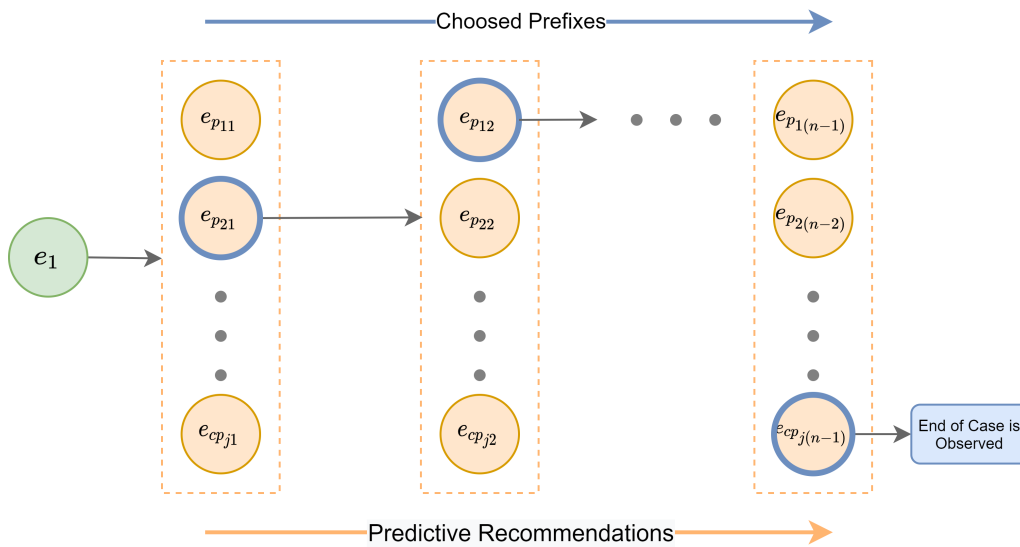 Choosed Prefixes
e_{p_{11}}
e_{p_{12}}
e_{p_{1(n-1)}}
e_{p_{21}}
e_{p_{22}}
e_{p_{2(n-2)}}
e_1
e_{cp_{j1}}
e_{cp_{j2}}
e_{cp_{j(n-1)}}
End of Case is
Observed
Predictive Recommendations